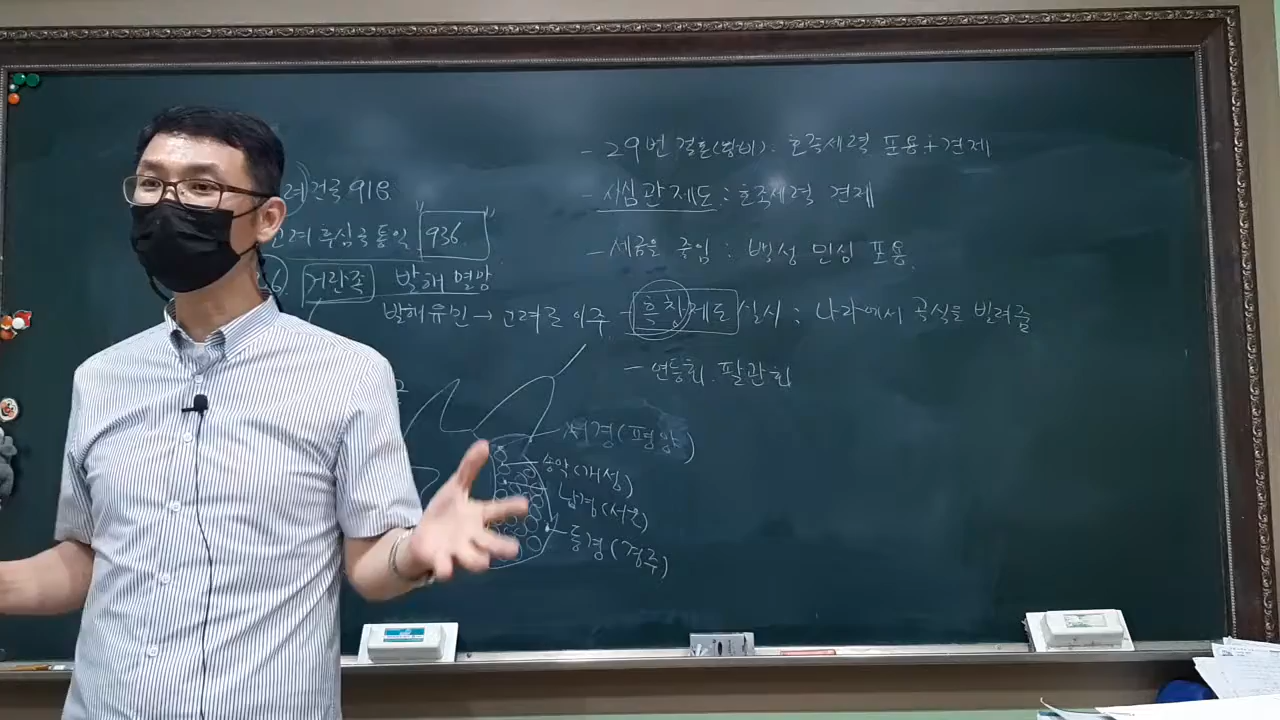 려 건국 918
고려 후삼국 통일 "936"
거란족 발해 멸망
발해유민 → 고려로 이주
- 29번 결혼(왕비). 호족세력 포용+견제
- 사심관 제도 : 호족세력 견제
- 세금을 줄임 : 백성 민심 포용
- 흑창제도 실시 : 나라에서 곡식을 빌려줌
- 연등회. 팔관회
서경(평양)
송악(개성)
남경(서울)
동경(경주)